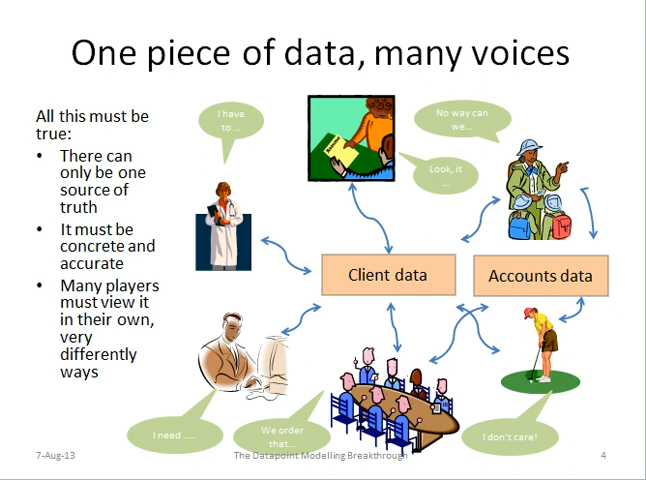 One piece of data, many voices
All this must be
true:
• There can
only be one
source of
truth
• It must be
concrete and
accurate
• Many players
must view it
in their own,
very
differently
ways
I have
to ...
No way can
we...
Look, it
...
Client data
Accounts data
I need .....
We order
that...
I don't care!
7-Aug-13
The Datapoint Modelling Breakthrough
4